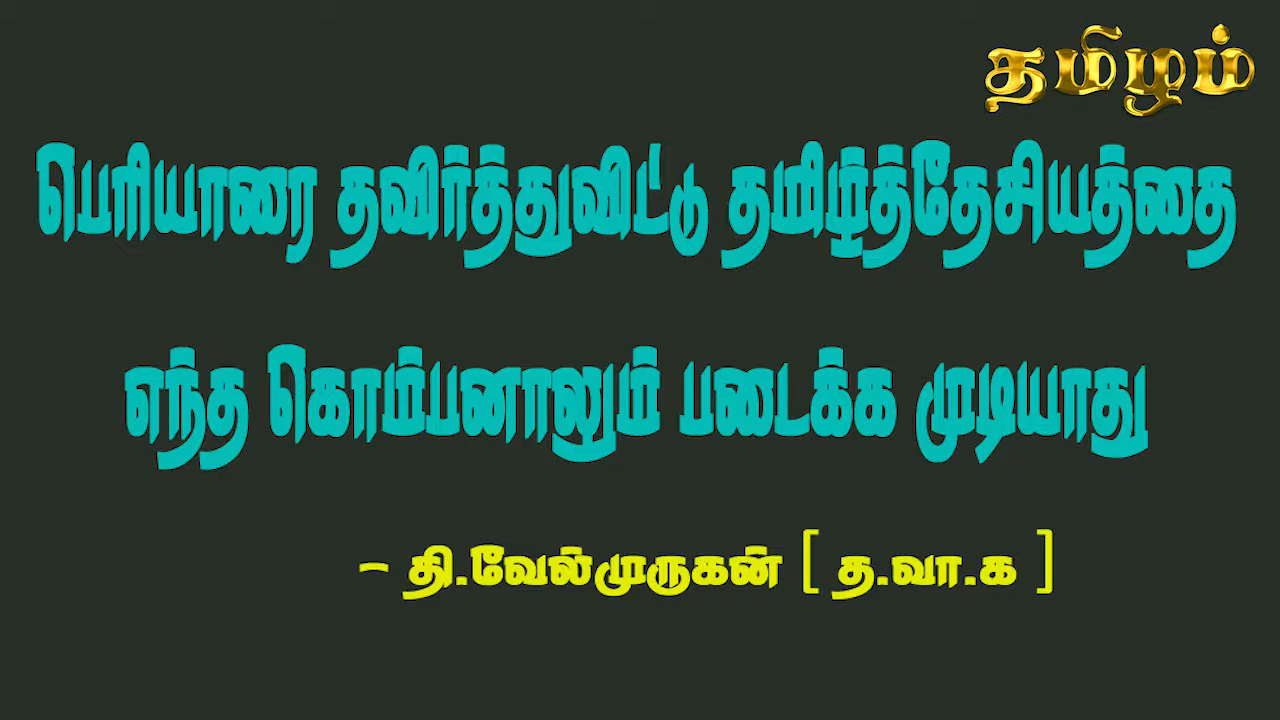 தமிழம்
பெரியாரை தவிர்த்துவிட்டு தமிழ்த்தேசியத்தை
எந்த கொம்பனாலும் படைக்க முடியாது
- தி.வேல்முருகன் [ த.வா.க ]